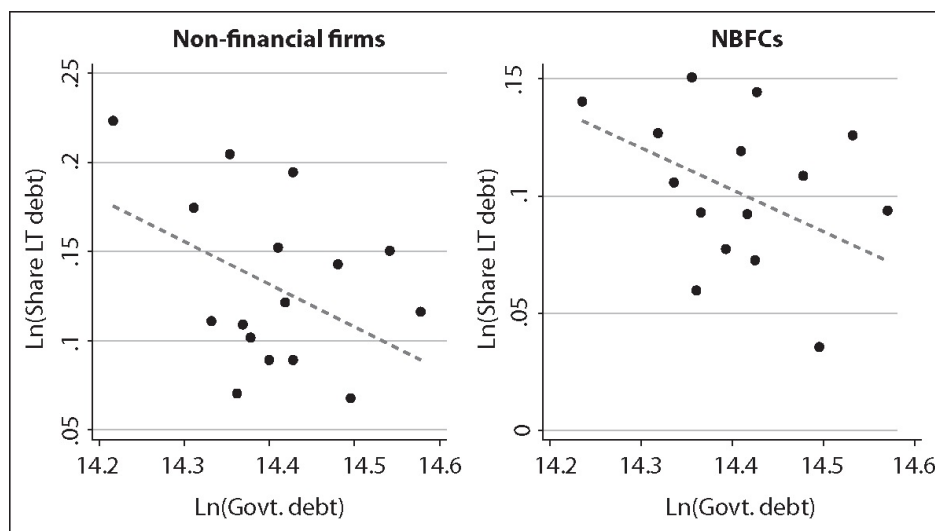 Non-financial firms
Ln(Share LT debt)
.25
.2
.15
.1
.05
14.2 14.3 14.4 14.5 14.6
Ln(Govt. debt)
NBFCs
Ln(Share LT debt)
.15
.1
.05
0
14.2 14.3 14.4 14.5 14.6
Ln(Govt. debt)